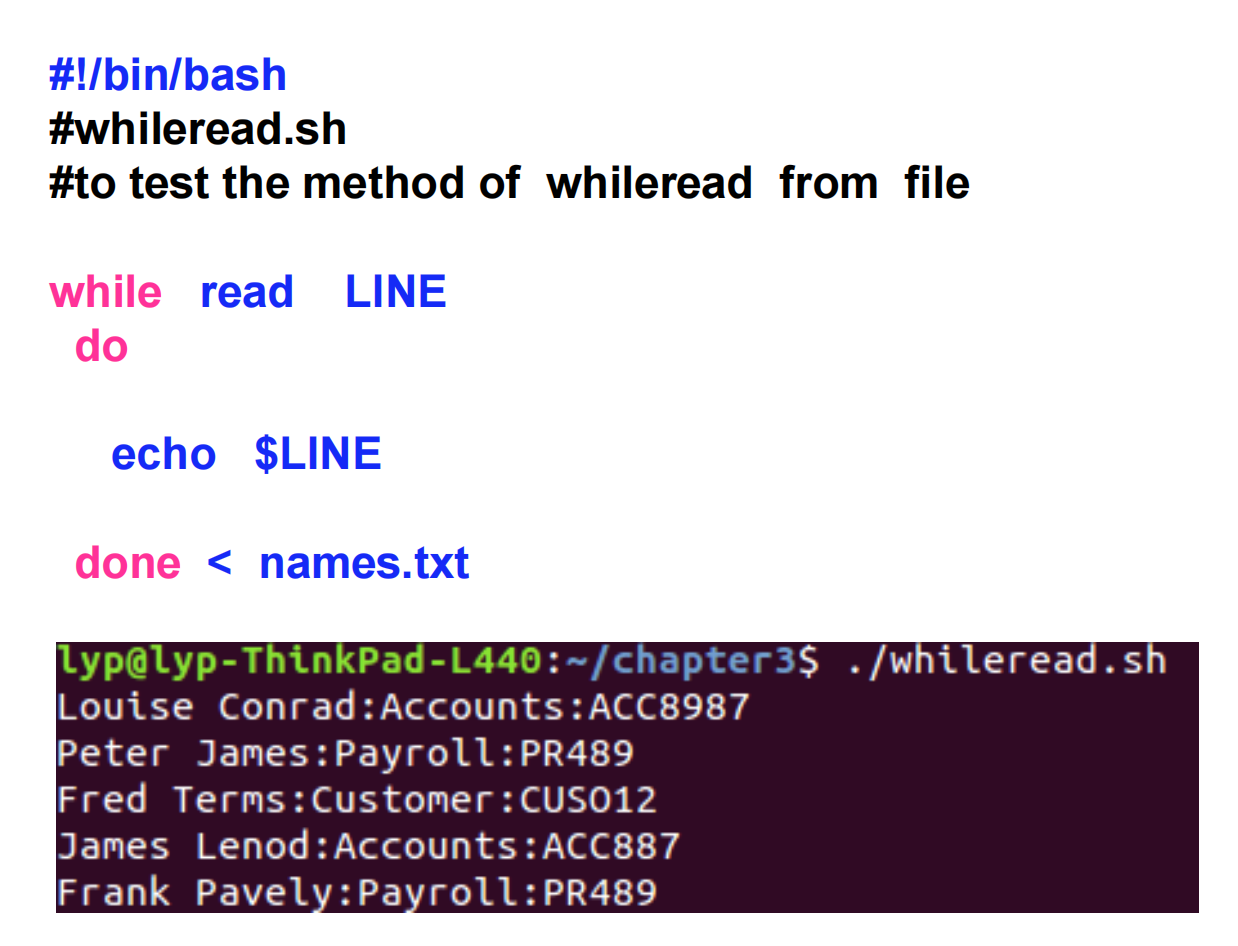 #!/bin/bash
#whileread.sh
#to test the method of whileread from file
while read LINE
do
echo $LINE
done < names.txt
lyp@lyp-ThinkPad-L440:~/chapter3$ ./whileread.sh
Louise Conrad:Accounts:ACC8987
Peter James:Payroll:PR489
Fred Terms:Customer:CUSO12
James Lenod:Accounts:ACC887
Frank Pavely:Payroll:PR489